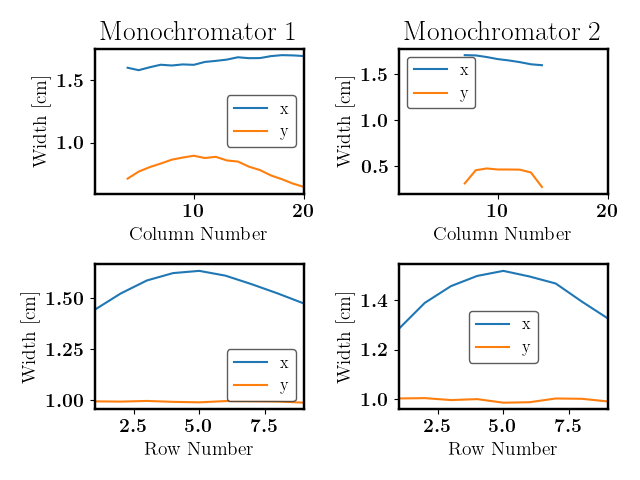 Monochromator 1
Monochromator 2
Width [cm]
1.5
1.0
x
y
10
20
Column Number
Width [cm]
1.5
1.0
0.5
x
y
10
20
Column Number
Width [cm]
1.50
1.25
1.00
x
y
2.5
5.0
7.5
Row Number
Width [cm]
1.4
1.2
1.0
x
y
2.5
5.0
7.5
Row Number